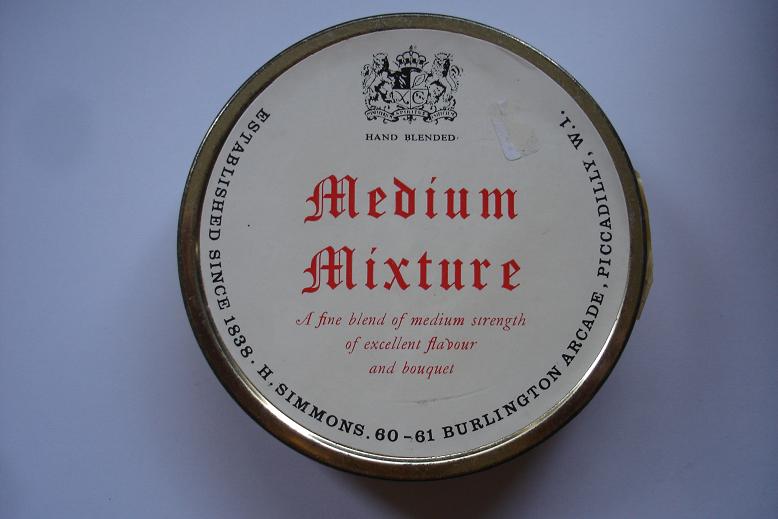 HAND BLENDED
Medium
Mixture
A fine blend of medium strength
of excellent flavour
and bouquet
ESTABLISHED SINCE 1838. H. SIMMONS. 60-61 BURLINGTON ARCADE, PICCADILLY, W.1.